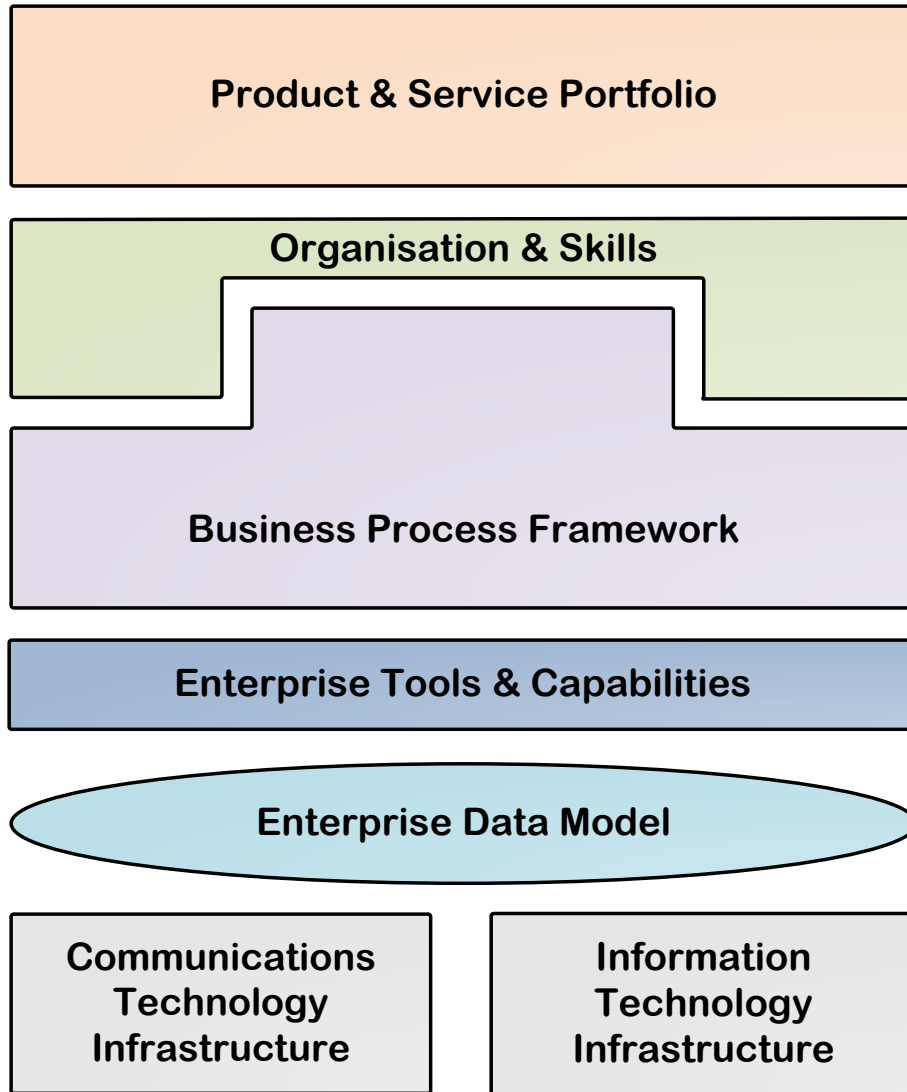 Product & Service Portfolio
Organisation & Skills
Business Process Framework
Enterprise Tools & Capabilities
Enterprise Data Model
Communications
Technology
Infrastructure
Information
Technology
Infrastructure